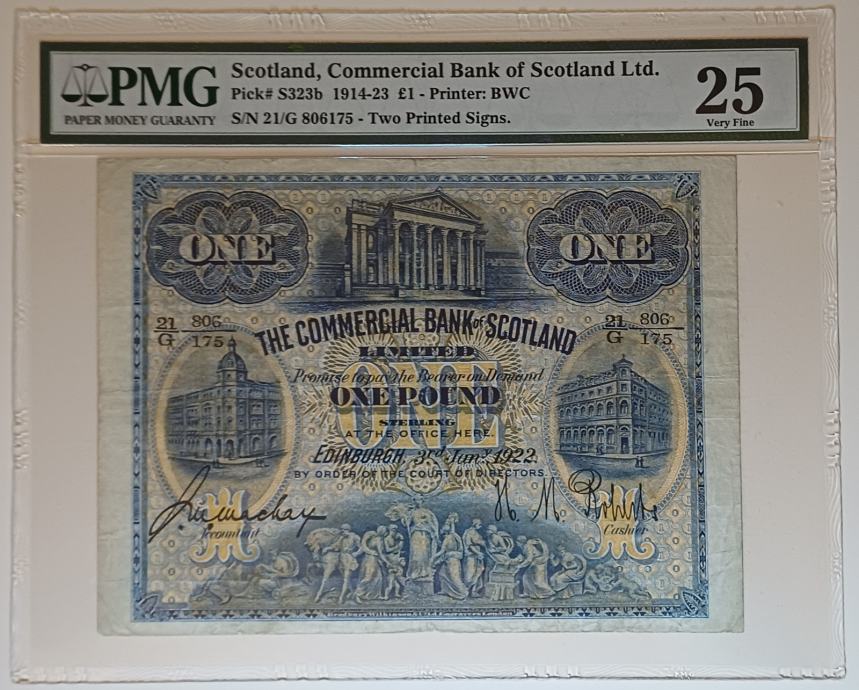 PMG
PAPER MONEY GUARANTY
Scotland, Commercial Bank of Scotland Ltd.
Pick# S323b 1914-23 £1 - Printer: BWC
S/N 21/G 806175 - Two Printed Signs.
25
Very Fine
ONE
ONE
21/G 806/175
21/G 806/175
THE COMMERCIAL BANK of SCOTLAND
LIMITED
Promise to pay the Bearer on Demand
ONE
ONE POUND
STERLING
AT THE OFFICE HERE.
EDINBURGH, 3rd Jany. 1922.
BY ORDER OF THE COURT OF DIRECTORS.
Accountant
Cashier